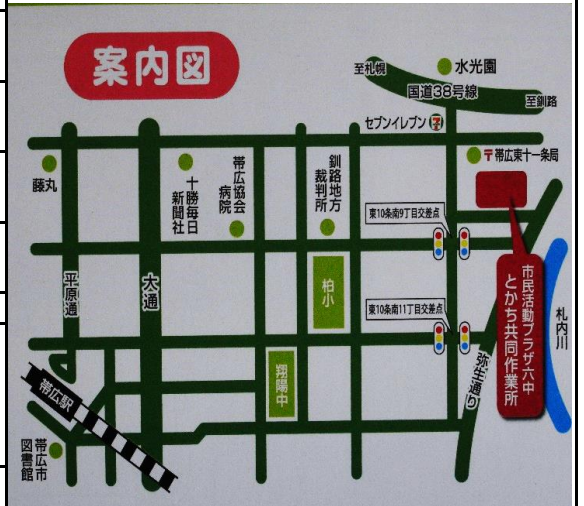 案内図
水光園
至札幌
国道38号線
至釧路
セブンイレブン
〒帯広東十一条局
藤丸
十勝毎日
新聞社
帯広協会
病院
釧路地方
裁判所
東10条南9丁目交差点
平原通
大通
柏小
市民活動プラザ六中
とかち共同作業所
札内川
東10条南11丁目交差点
弥生通り
翔陽中
帯広駅
帯広市
図書館